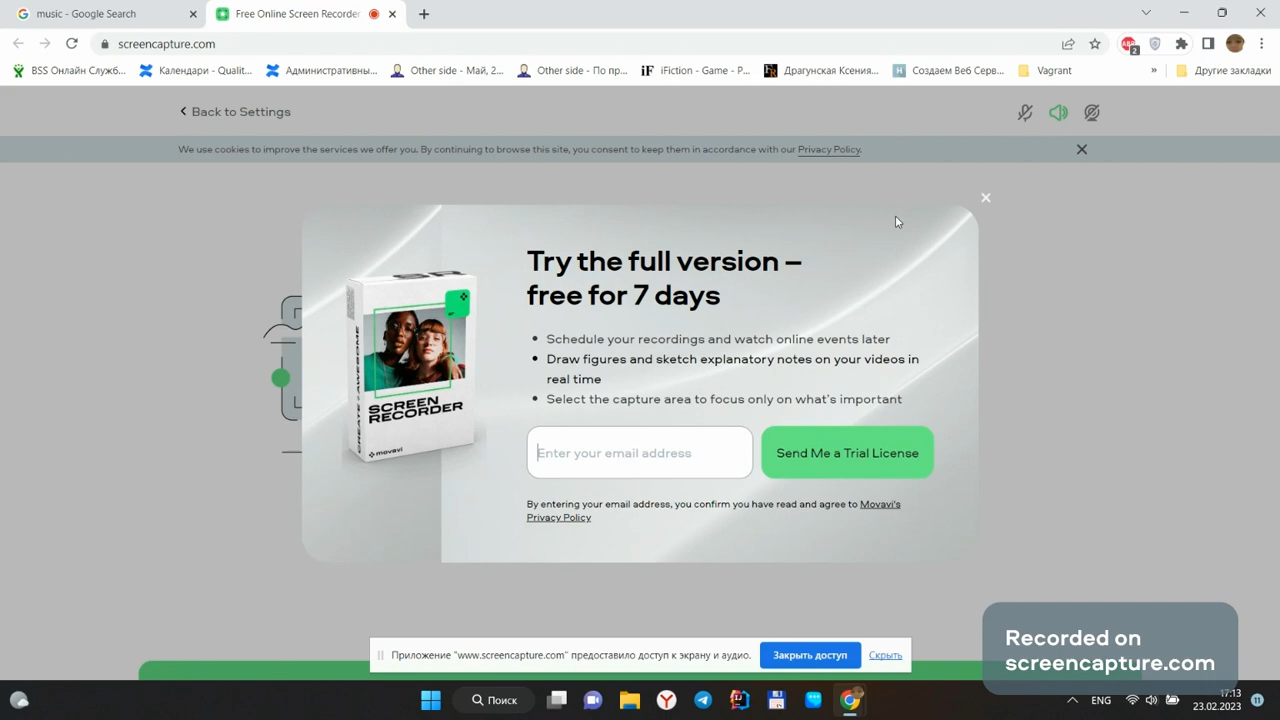 music - Google Search
Free Online Screen Recorder
screencapture.com
2
BSS Онлайн Служб...
Календари - Qualit...
Административны...
Other side - Май, 2...
Other side - По пр...
iF
iFiction - Game - P...
Драгунская Ксения...
Создаем Веб Серв...
Vagrant
»
Другие закладки
Back to Settings
We use cookies to improve the services we offer you. By continuing to browse this site, you consent to keep them in accordance with our Privacy Policy.
Try the full version –
free for 7 days
Schedule your recordings and watch online events later
Draw figures and sketch explanatory notes on your videos in
real time
Select the capture area to focus only on what's important
CREATE AWESOME
SCREEN
RECORDER
movavi
Enter your email address
Send Me a Trial License
By entering your email address, you confirm you have read and agree to Movavi's
Privacy Policy
Recorded on
screencapture.com
Приложение "www.screencapture.com" предоставило доступ к экрану и аудио.
Закрыть доступ
Скрыть
Поиск
ENG
17:13
23.02.2023